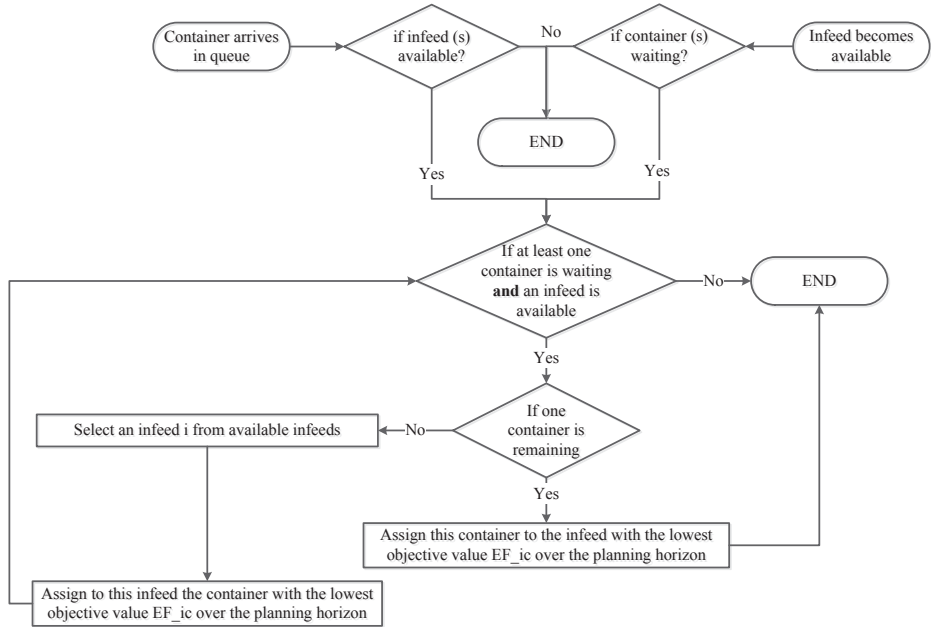 Container arrives
in queue
if infeed (s)
available?
No
if container (s)
waiting?
Infeed becomes
available
END
Yes
Yes
If at least one
container is waiting
and an infeed is
available
No
END
Yes
If one
container is
remaining
No
Select an infeed i from available infeeds
Yes
Assign this container to the infeed with the lowest
objective value EF_ic over the planning horizon
Assign to this infeed the container with the lowest
objective value EF_ic over the planning horizon